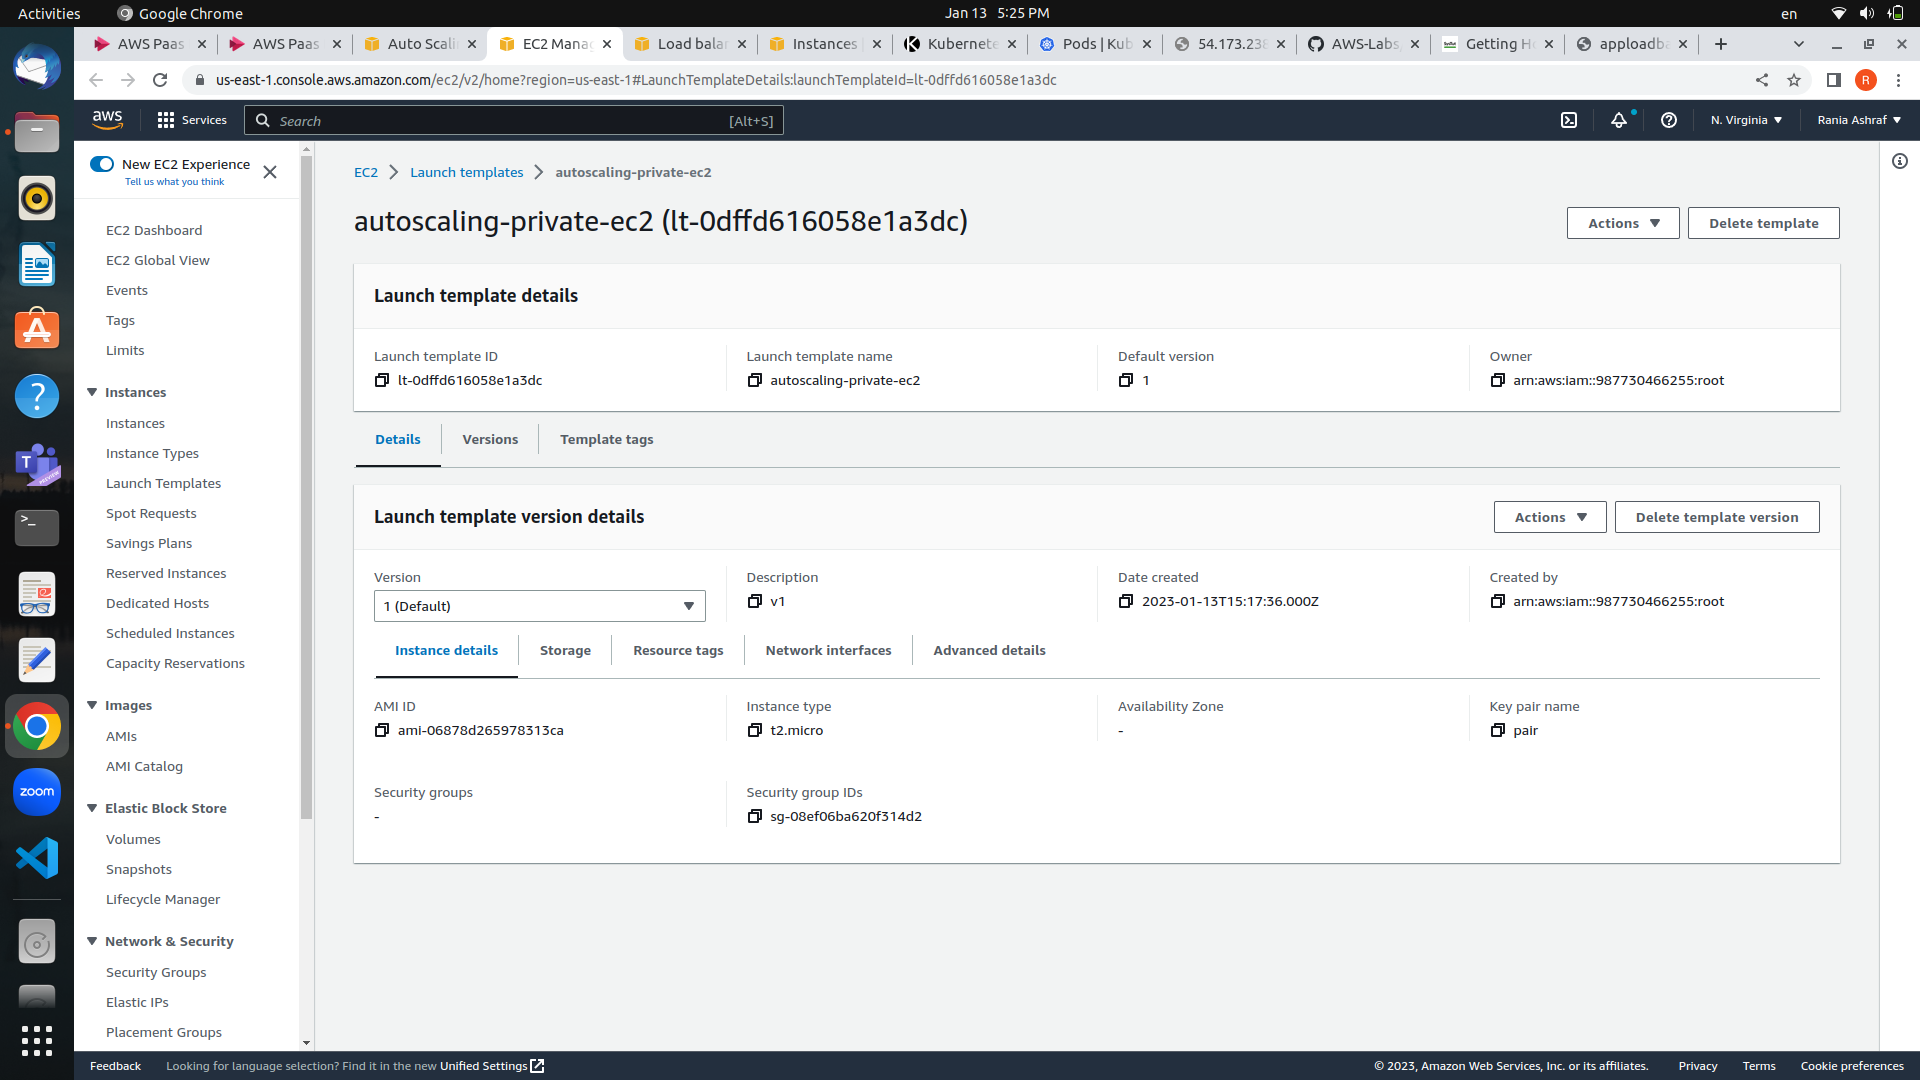 Activities
Google Chrome
Jan 13 5:25 PM
en
AWS Paas
AWS Paas
Auto Scali
EC2 Mana
Load balan
Instances
Kubernete
Pods | Kub
54.173.238
AWS-Labs
Getting H
apploadba
us-east-1.console.aws.amazon.com/ec2/v2/home?region=us-east-1#LaunchTemplateDetails:launchTemplateId=lt-0dffd616058e1a3dc
R
aws
Services
Search
[Alt+S]
N. Virginia
Rania Ashraf
New EC2 Experience
Tell us what you think
EC2 Dashboard
EC2 Global View
Events
Tags
Limits
Instances
Instances
Instance Types
Launch Templates
Spot Requests
Savings Plans
Reserved Instances
Dedicated Hosts
Scheduled Instances
Capacity Reservations
Images
AMIs
AMI Catalog
Elastic Block Store
Volumes
Snapshots
Lifecycle Manager
Network & Security
Security Groups
Elastic IPs
Placement Groups
EC2
Launch templates
autoscaling-private-ec2
autoscaling-private-ec2 (lt-0dffd616058e1a3dc)
Actions
Delete template
Launch template details
Launch template ID
lt-0dffd616058e1a3dc
Launch template name
autoscaling-private-ec2
Default version
1
Owner
arn:aws:iam::987730466255:root
Details
Versions
Template tags
Launch template version details
Actions
Delete template version
Version
1 (Default)
Description
v1
Date created
2023-01-13T15:17:36.000Z
Created by
arn:aws:iam::987730466255:root
Instance details
Storage
Resource tags
Network interfaces
Advanced details
AMI ID
ami-06878d265978313ca
Instance type
t2.micro
Availability Zone
-
Key pair name
pair
Security groups
-
Security group IDs
sg-08ef06ba620f314d2
zoom
Feedback
Looking for language selection? Find it in the new Unified Settings
© 2023, Amazon Web Services, Inc. or its affiliates.
Privacy
Terms
Cookie preferences